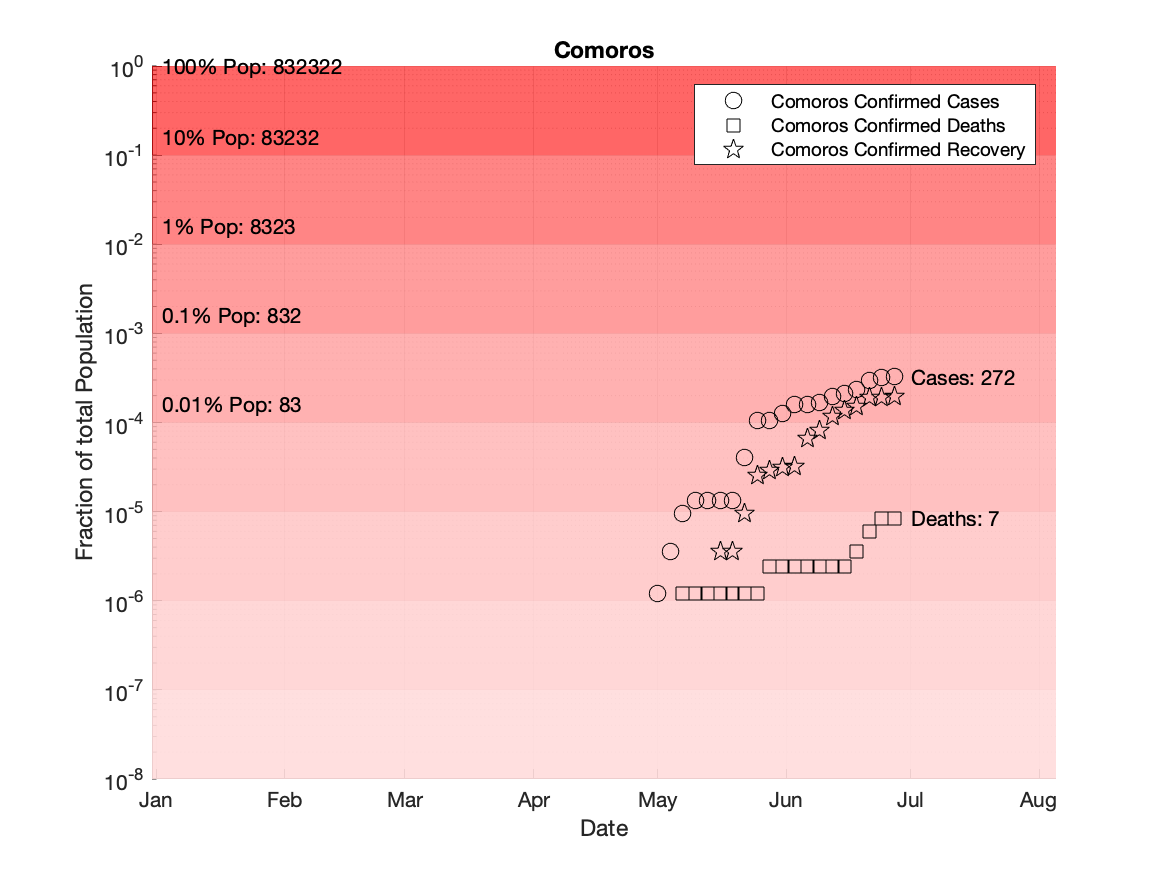 Comoros
10^0
100% Pop: 832322
Comoros Confirmed Cases
Comoros Confirmed Deaths
10% Pop: 83232
Comoros Confirmed Recovery
10^-1
1% Pop: 8323
10^-2
0.1% Pop: 832
10^-3
Cases: 272
0.01% Pop: 83
10^-4
10^-5
Deaths: 7
10^-6
10^-7
10^-8
Fraction of total Population
Jan Feb Mar Apr May Jun Jul Aug
Date